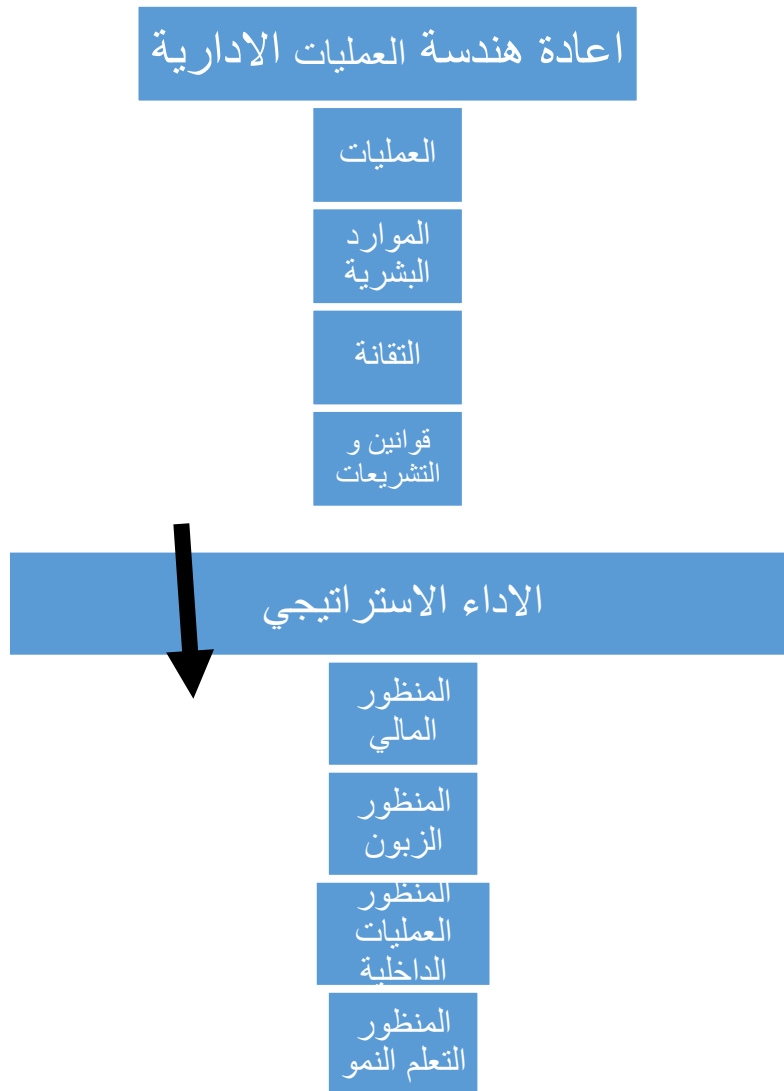 اعادة هندسة العمليات الادارية
العمليات
الموارد
البشرية
التقانة
قوانين و
التشريعات
الاداء الاستراتيجي
المنظور
المالي
المنظور
الزبون
المنظور
العمليات
الداخلية
المنظور
التعلم النمو